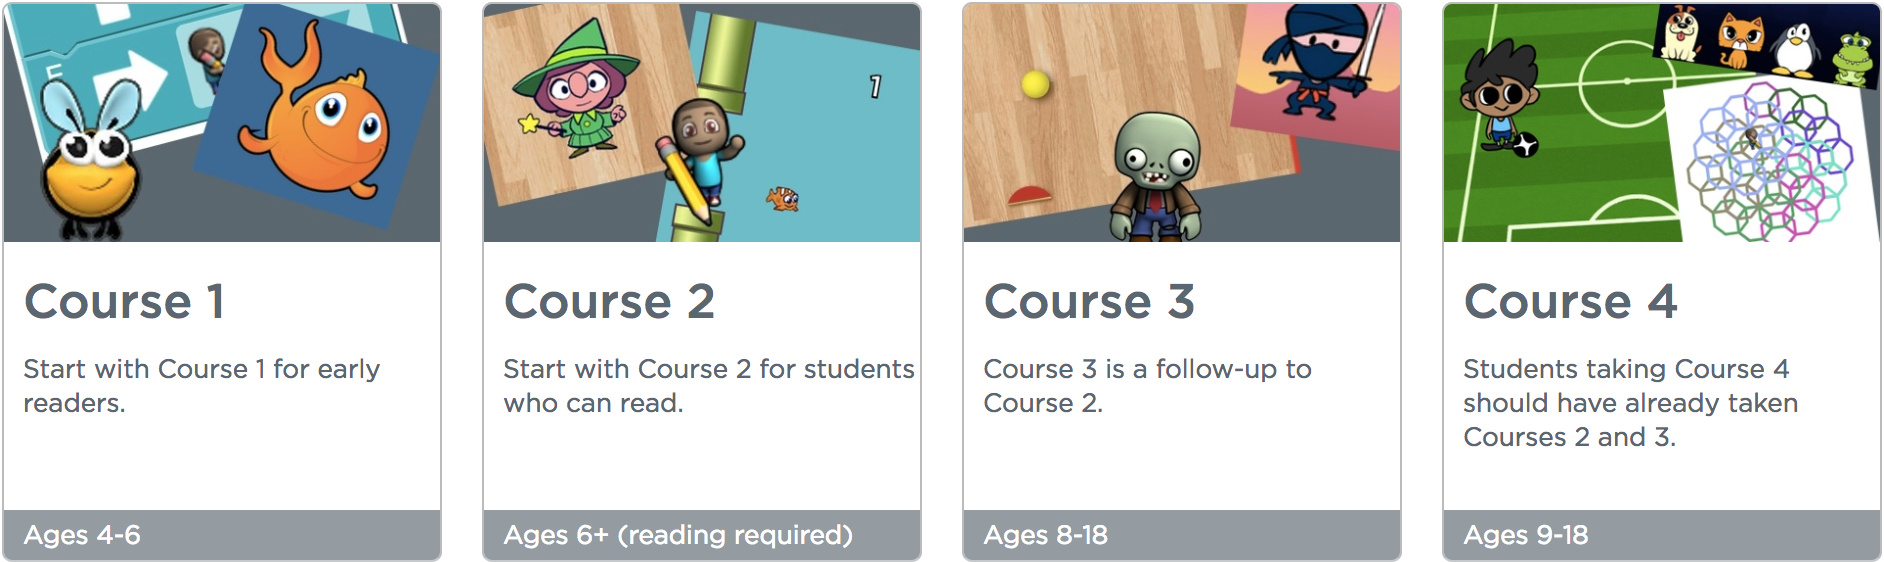 E
1
Course 1
Start with Course 1 for early
readers.
Ages 4-6
Course 2
Start with Course 2 for students
who can read.
Ages 6+ (reading required)
Course 3
Course 3 is a follow-up to
Course 2.
Ages 8-18
Course 4
Students taking Course 4
should have already taken
Courses 2 and 3.
Ages 9-18